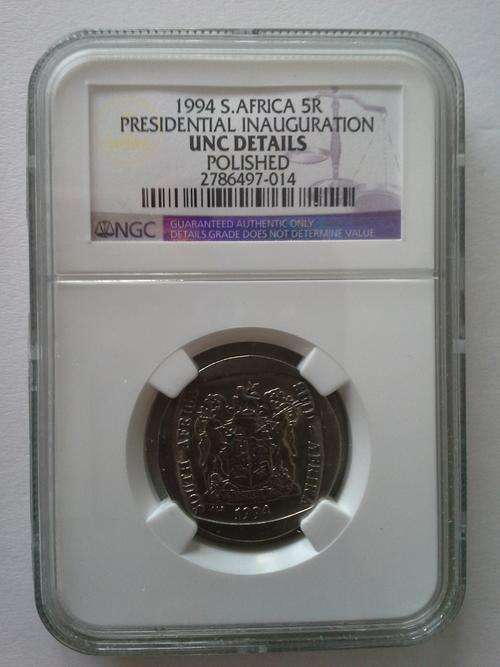 1994 S.AFRICA 5R
PRESIDENTIAL INAUGURATION
UNC DETAILS
POLISHED
2786497-014
NGC
GUARANTEED AUTHENTIC ONLY
DETAILS GRADE DOES NOT DETERMINE VALUE
SOUTH AFRICA
SUID-AFRIKA
1994